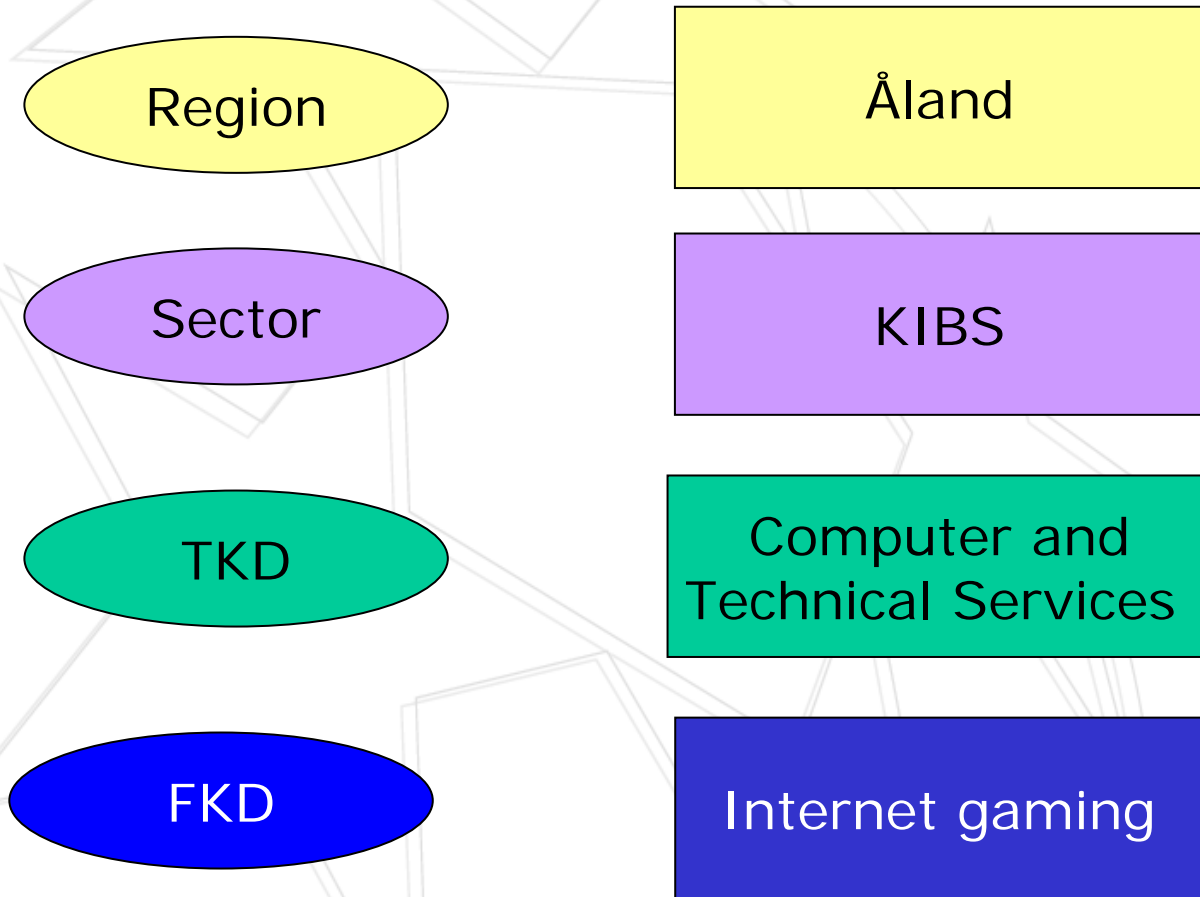 Region
Åland
Sector
KIBS
TKD
Computer and
Technical Services
FKD
Internet gaming